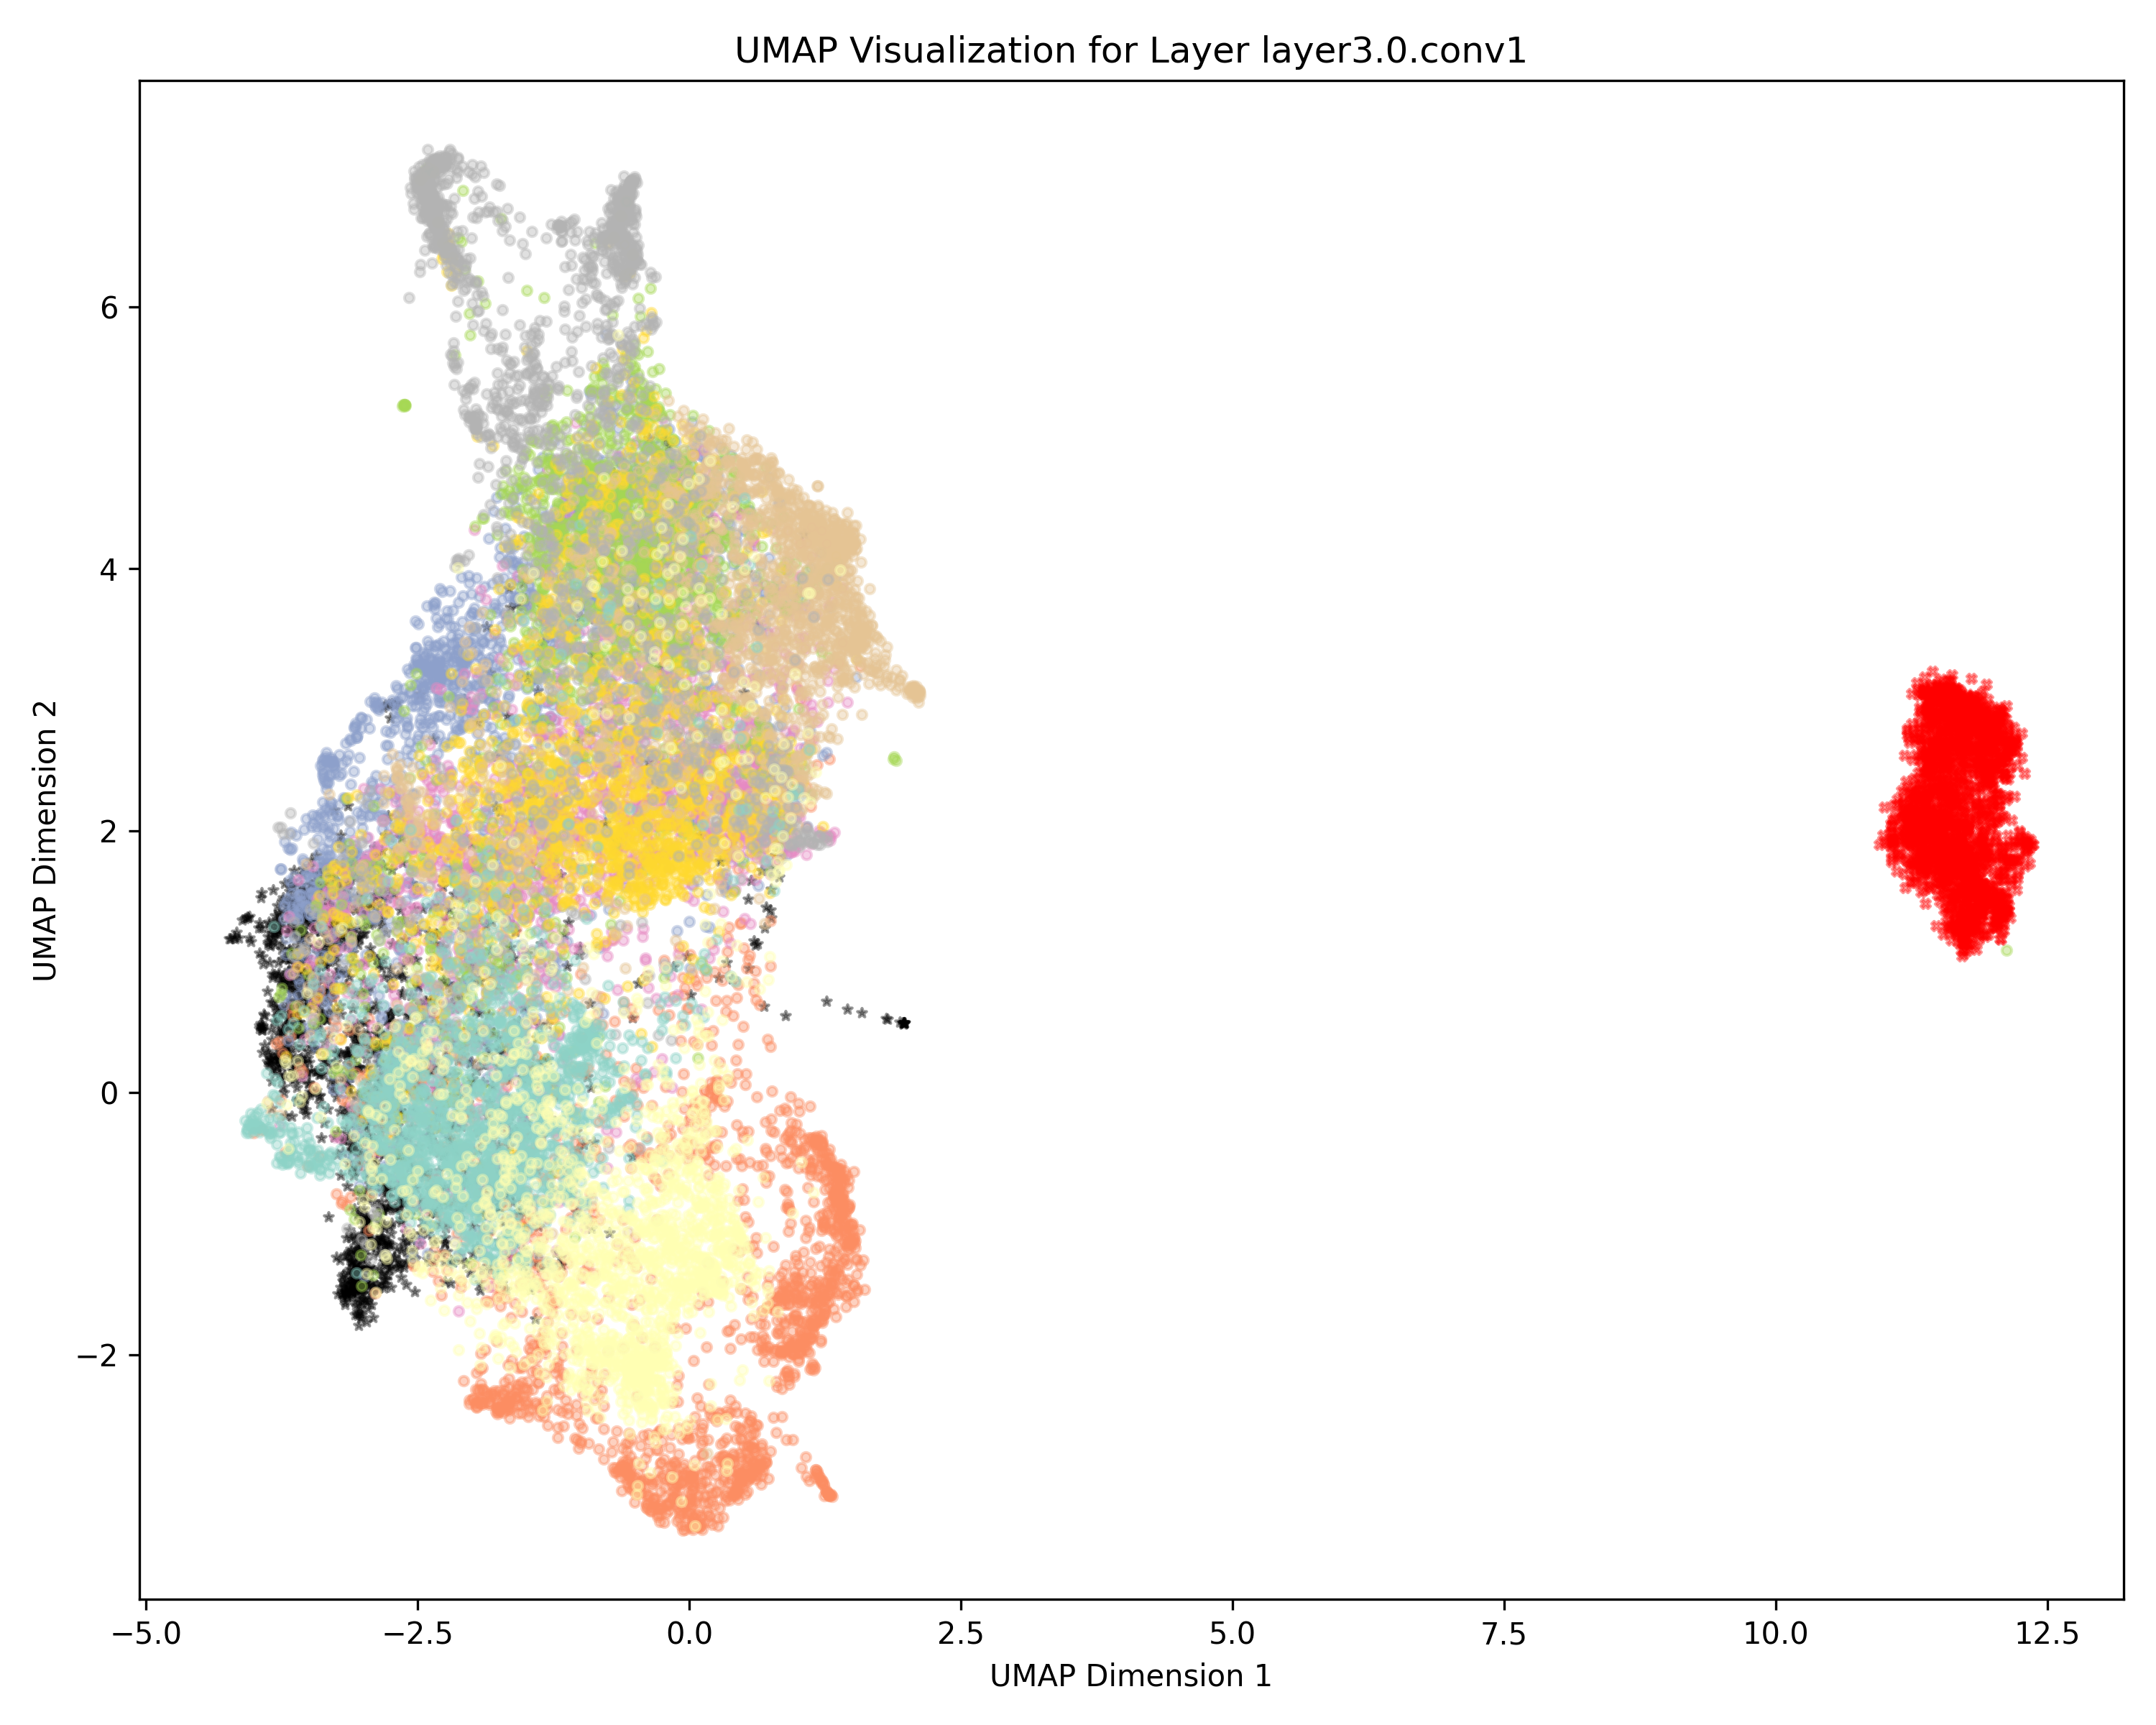 UMAP Visualization for Layer layer3.0.conv1
UMAP Dimension 2
6
4
2
0
−2
−5.0 −2.5 0.0 2.5 5.0 7.5 10.0 12.5
UMAP Dimension 1